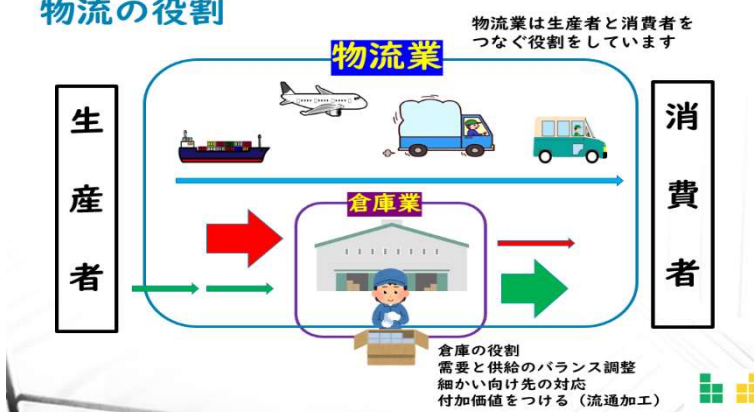 物流の役割
物流業は生産者と消費者を
つなぐ役割をしています
物流業
生産者
消費者
倉庫業
倉庫の役割
需要と供給のバランス調整
細かい向け先の対応
付加価値をつける（流通加工）